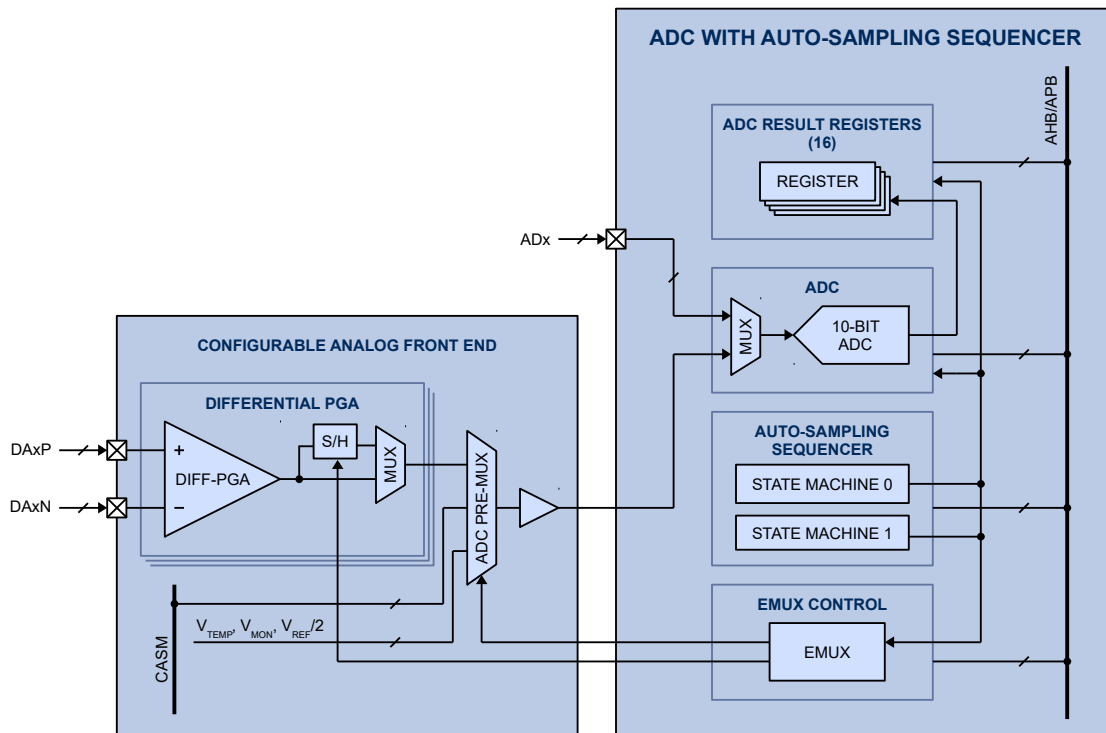 ADC WITH AUTO-SAMPLING SEQUENCER
AHB/APB
ADC RESULT REGISTERS
(16)
REGISTER
ADx
ADC
MUX
10-BIT
ADC
CONFIGURABLE ANALOG FRONT END
DIFFERENTIAL PGA
DAxP
DAxN
+
DIFF-PGA
−
S/H
MUX
ADC PRE-MUX
AUTO-SAMPLING
SEQUENCER
STATE MACHINE 0
STATE MACHINE 1
CASM
VTEMP, VMON, VREF/2
EMUX CONTROL
EMUX